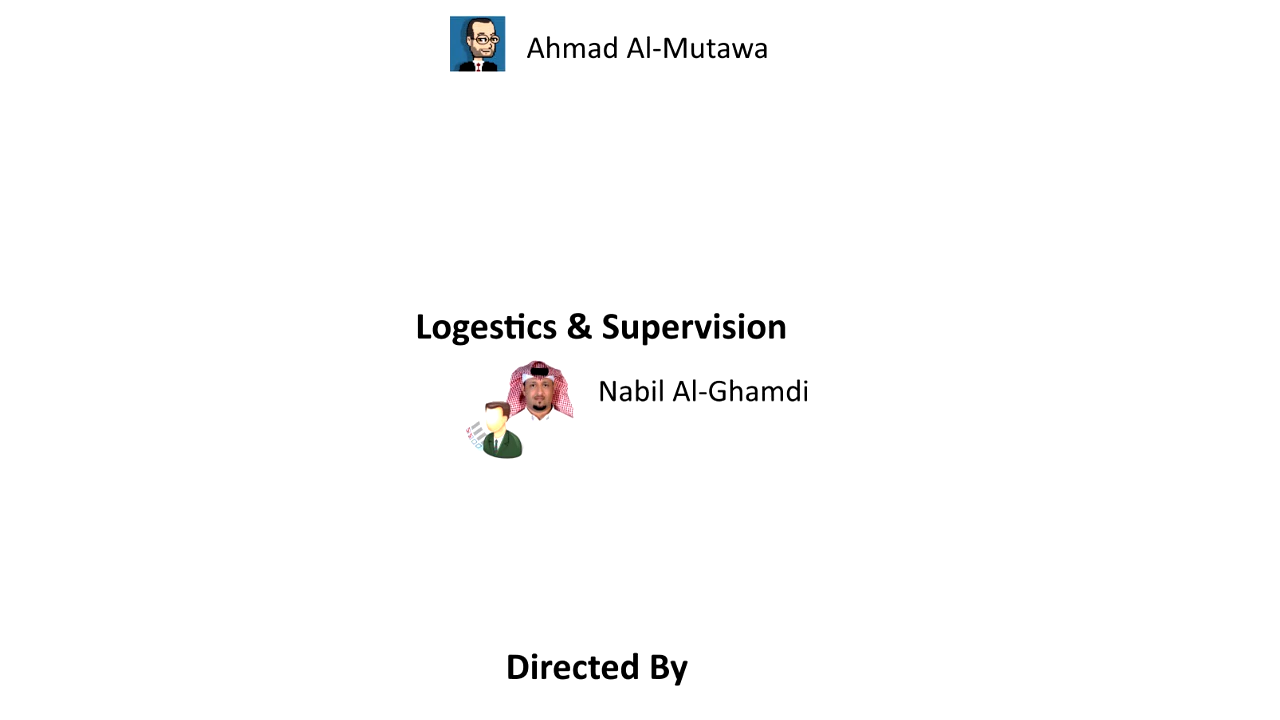 Ahmad Al-Mutawa
Logestics & Supervision
Nabil Al-Ghamdi
Directed By